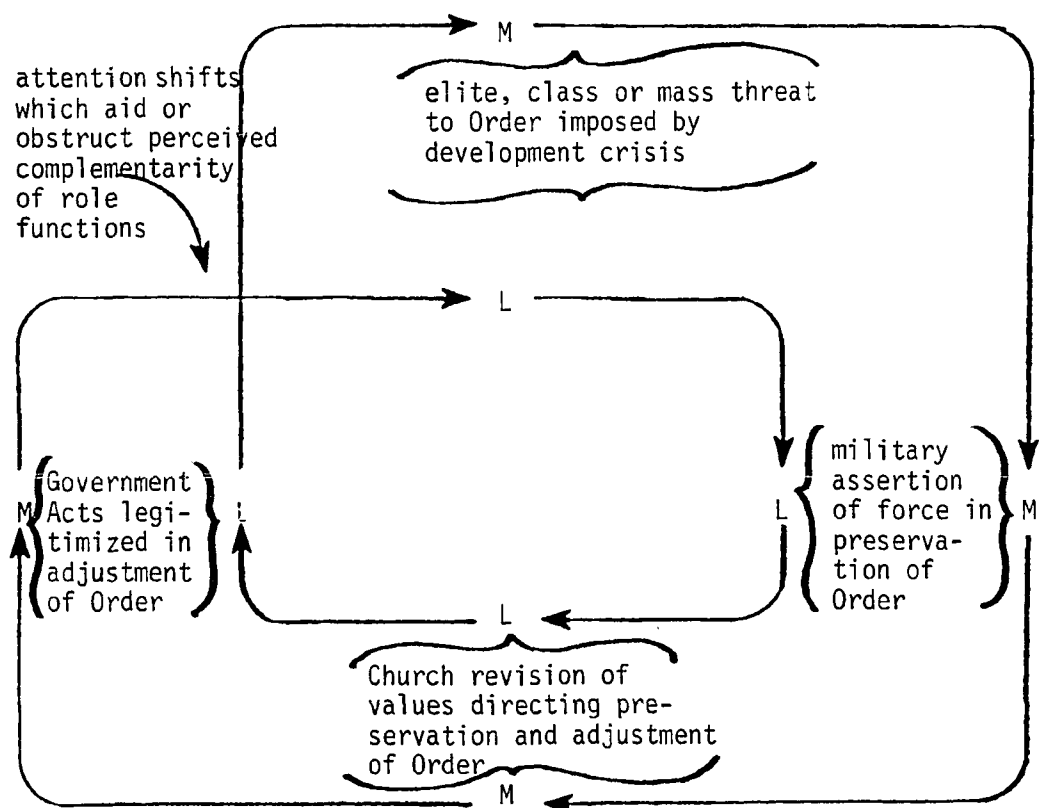 M
attention shifts
which aid or
obstruct perceived
complementarity
of role
functions
elite, class or mass threat
to Order imposed by
development crisis
L
M
Government
Acts legi-
timized in
adjustment
of Order
L
L
military
assertion
of force in
preserva-
tion of
Order
M
L
Church revision of
values directing pre-
servation and adjustment
of Order
M